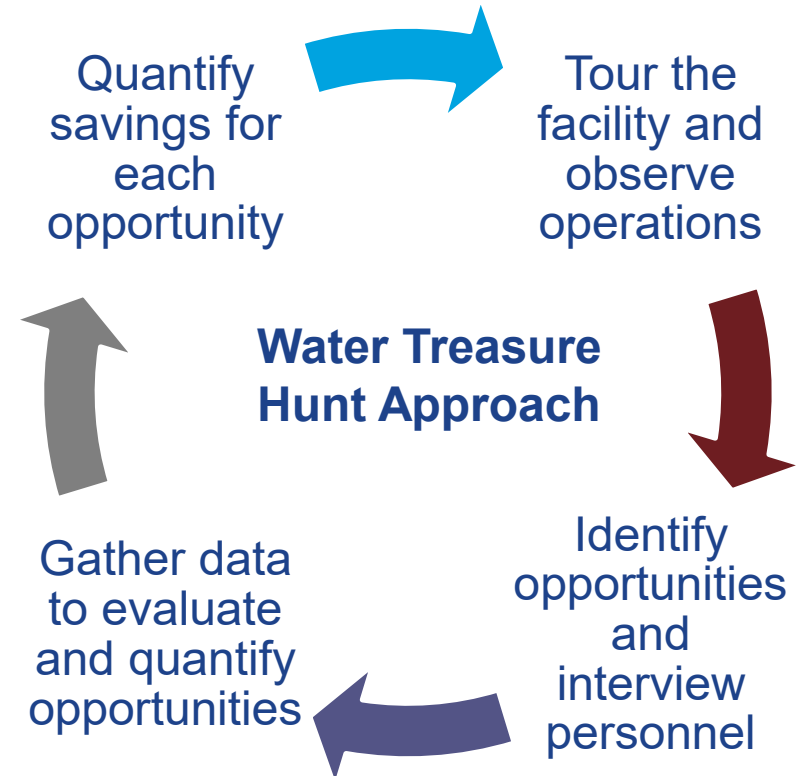 Quantify
savings for
each
opportunity
Tour the
facility and
observe
operations
Water Treasure
Hunt Approach
Gather data
to evaluate
and quantify
opportunities
Identify
opportunities
and
interview
personnel